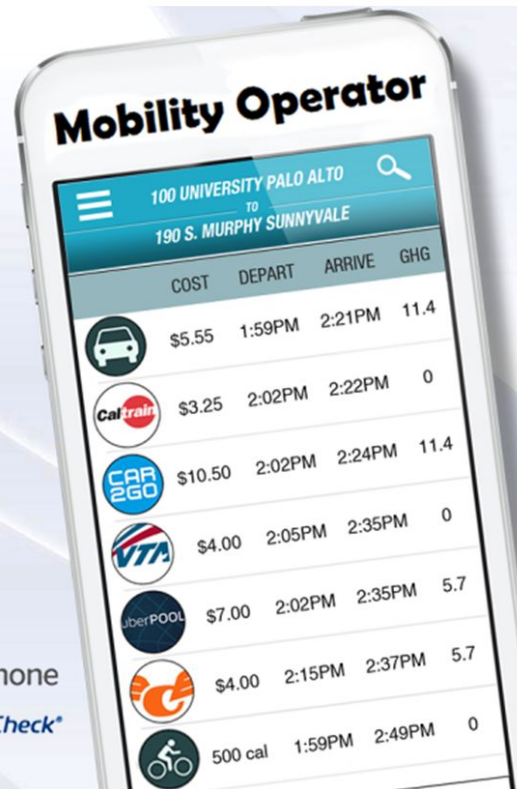 Mobility Operator
100 UNIVERSITY PALO ALTO
TO
190 S. MURPHY SUNNYVALE
COST DEPART ARRIVE GHG
$5.55 1:59PM 2:21PM 11.4
Caltrain $3.25 2:02PM 2:22PM 0
CAR
2GO $10.50 2:02PM 2:24PM 11.4
VTA $4.00 2:05PM 2:35PM 0
uberPOOL $7.00 2:02PM 2:35PM 5.7
$4.00 2:15PM 2:37PM 5.7
500 cal 1:59PM 2:49PM 0